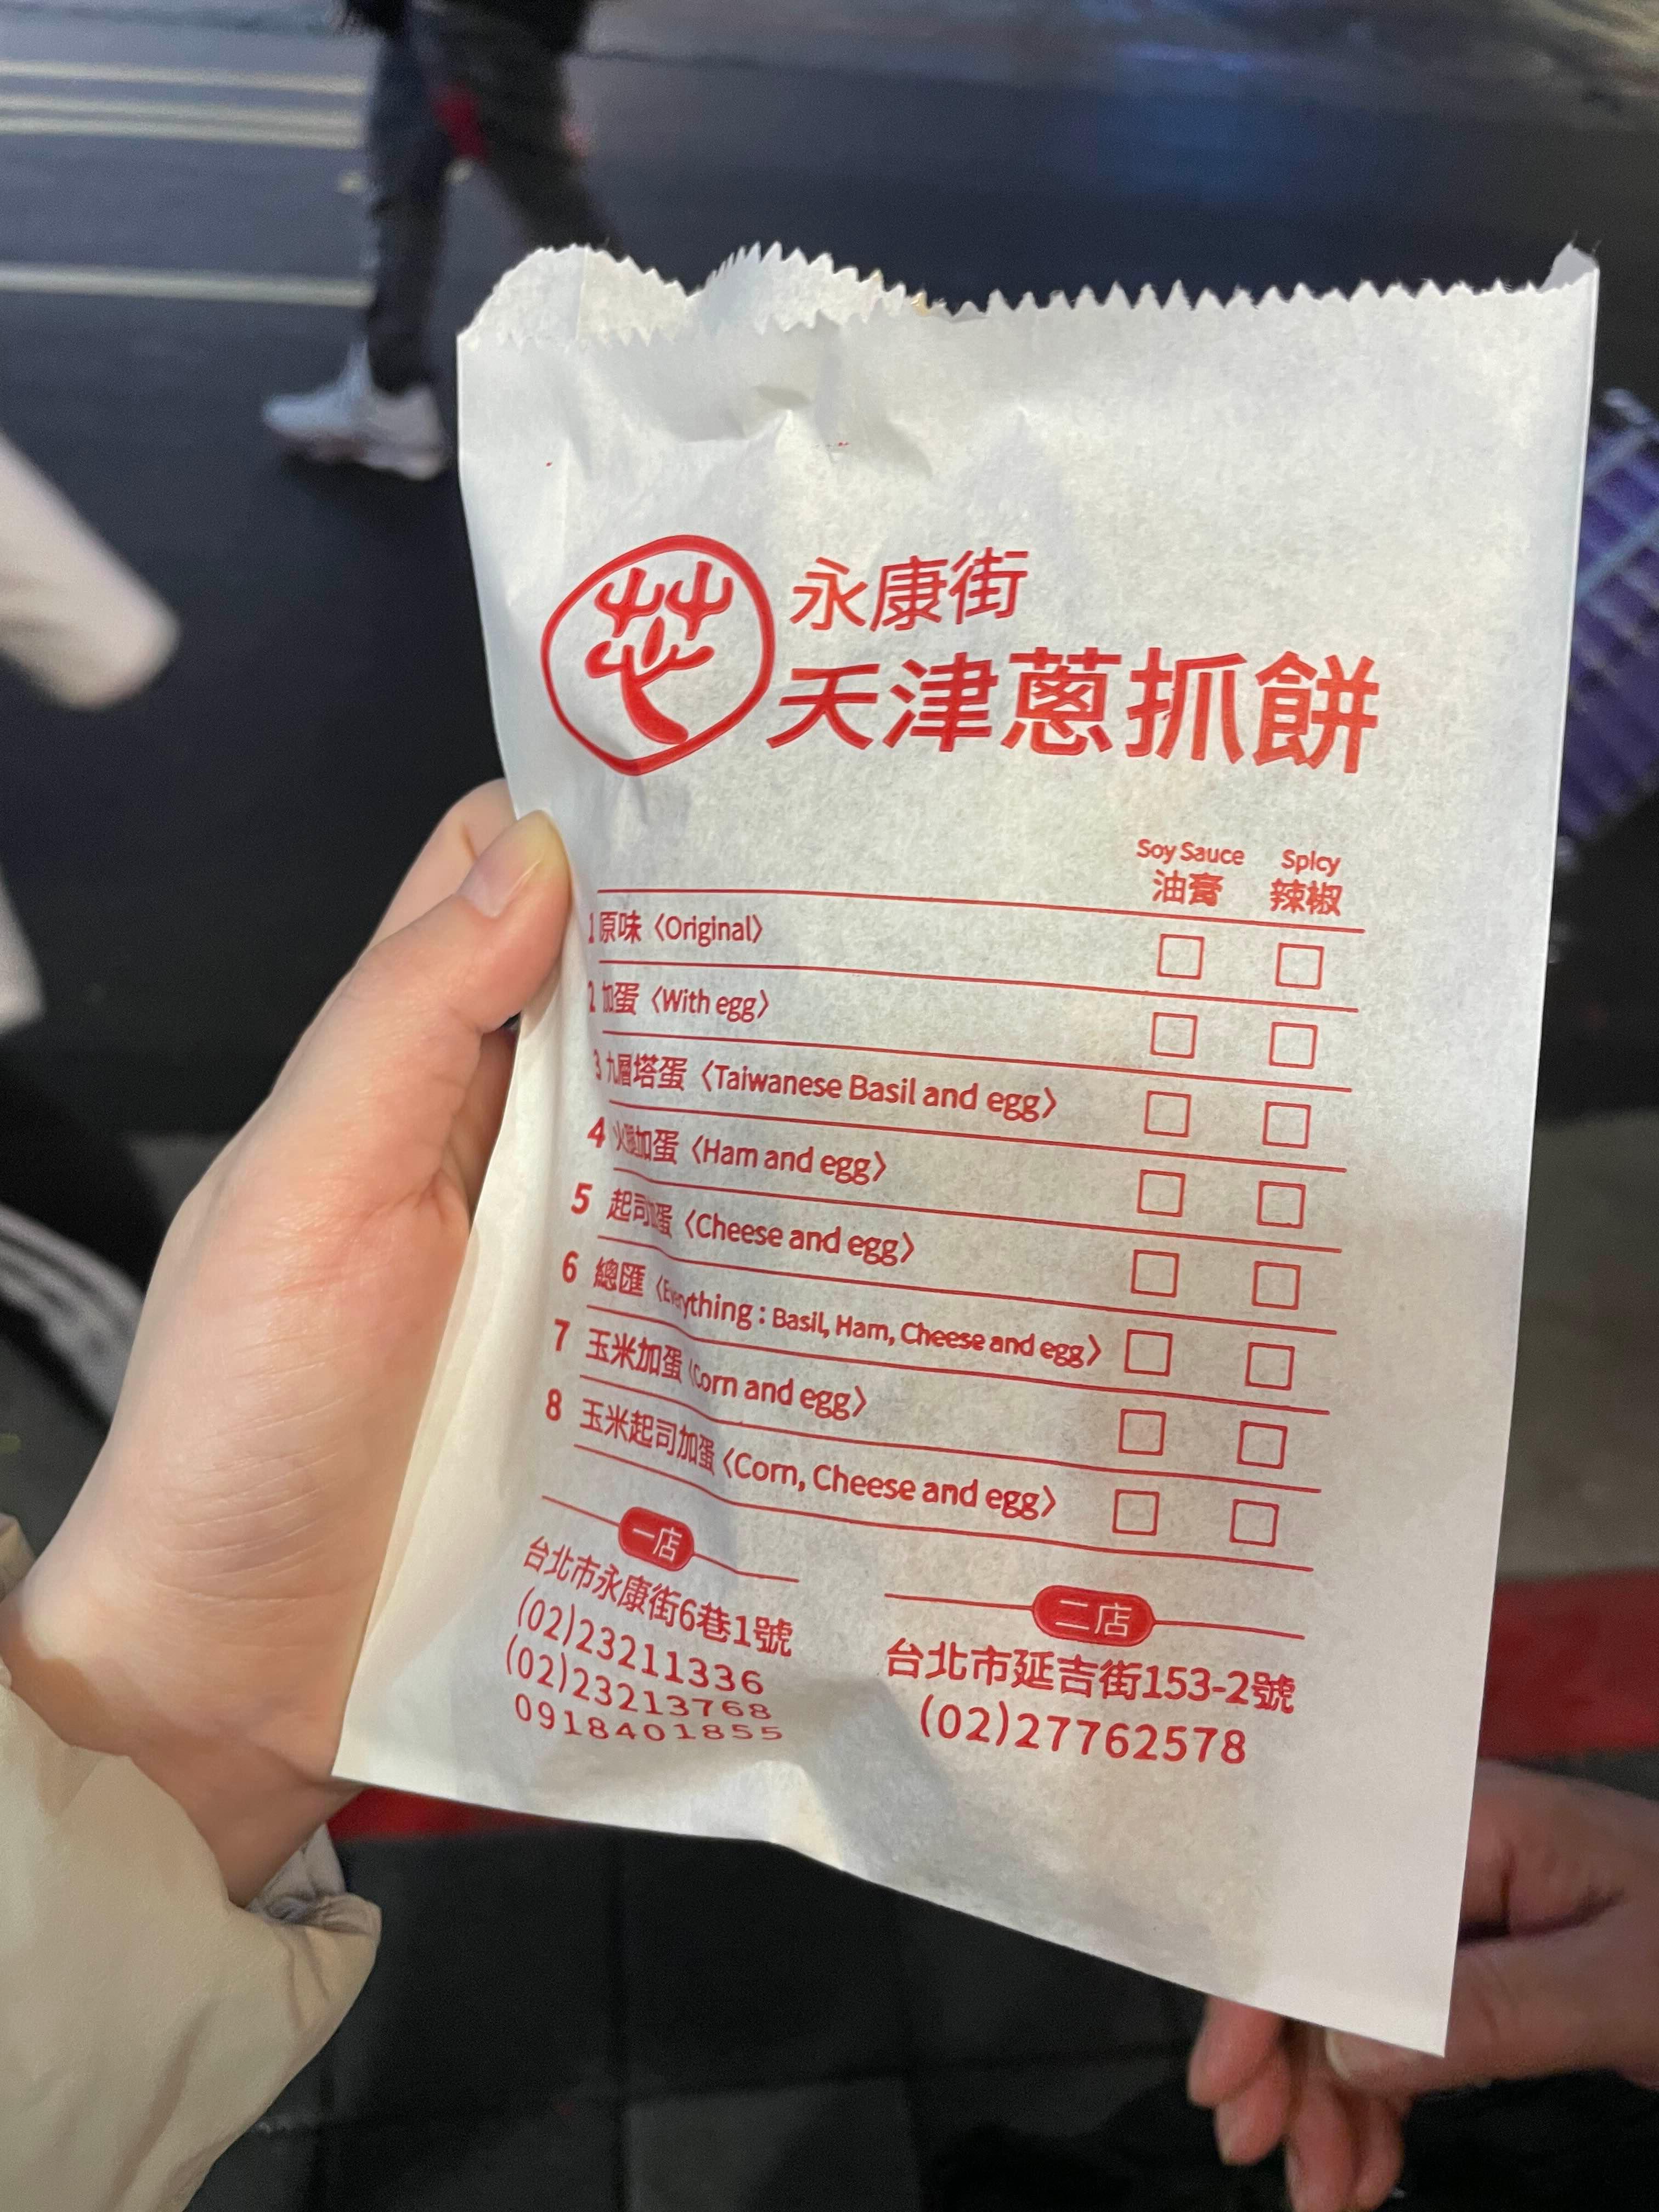 永康街
天津蔥抓餅
Soy Sauce Spicy
油膏 辣椒
1 原味〈Original〉
2 加蛋〈With egg〉
3 九層塔蛋〈Taiwanese Basil and egg〉
4 火腿加蛋〈Ham and egg〉
5 起司加蛋〈Cheese and egg〉
6 總匯〈Everything : Basil, Ham, Cheese and egg〉
7 玉米加蛋〈Corn and egg〉
8 玉米起司加蛋〈Corn, Cheese and egg〉
一店
台北市永康街6巷1號
(02)23211336
(02)23213768
0918401855
二店
台北市延吉街153-2號
(02)27762578